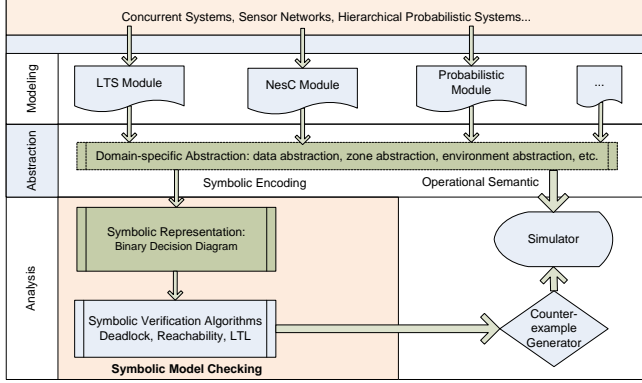 Concurrent Systems, Sensor Networks, Hierarchical Probabilistic Systems...
Modeling
LTS Module
NesC Module
Probabilistic
Module
...
Abstraction
Domain-specific Abstraction: data abstraction, zone abstraction, environment abstraction, etc.
Symbolic Encoding
Operational Semantic
Analysis
Symbolic Representation:
Binary Decision Diagram
Simulator
Symbolic Verification Algorithms
Deadlock, Reachability, LTL
Counter-
example
Generator
Symbolic Model Checking